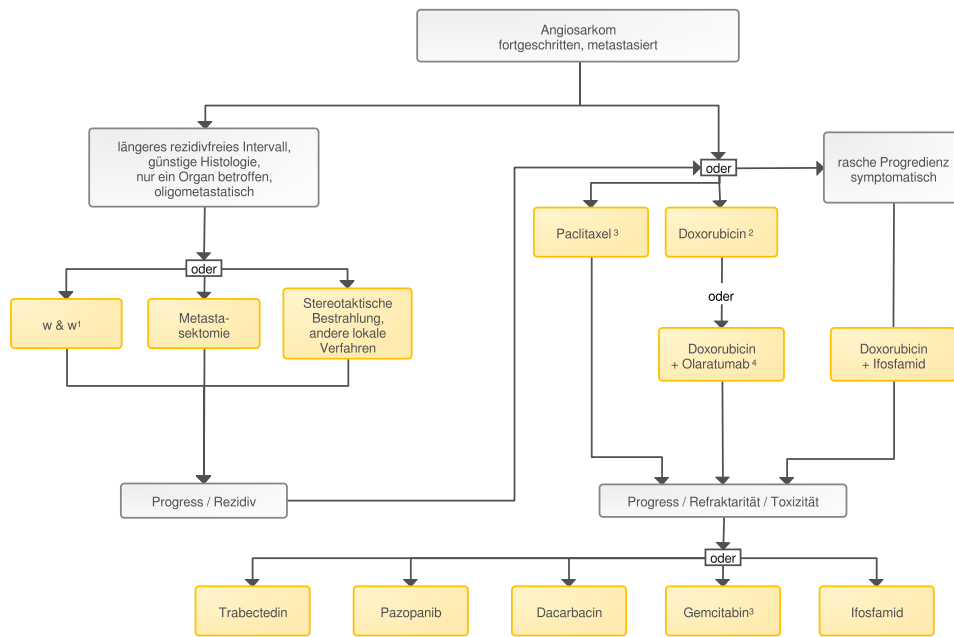 Angiosarkom
fortgeschritten, metastasiert
längeres rezidivfreies Intervall,
günstige Histologie,
nur ein Organ betroffen,
oligometastatisch
oder
rasche Progredienz
symptomatisch
Paclitaxel ³
Doxorubicin ²
oder
w & w¹
Metasta-
sektomie
Stereotaktische
Bestrahlung,
andere lokale
Verfahren
oder
Doxorubicin
+ Olaratumab ⁴
Doxorubicin
+ Ifosfamid
Progress / Rezidiv
Progress / Refraktarität / Toxizität
oder
Trabectedin
Pazopanib
Dacarbacin
Gemcitabin³
Ifosfamid